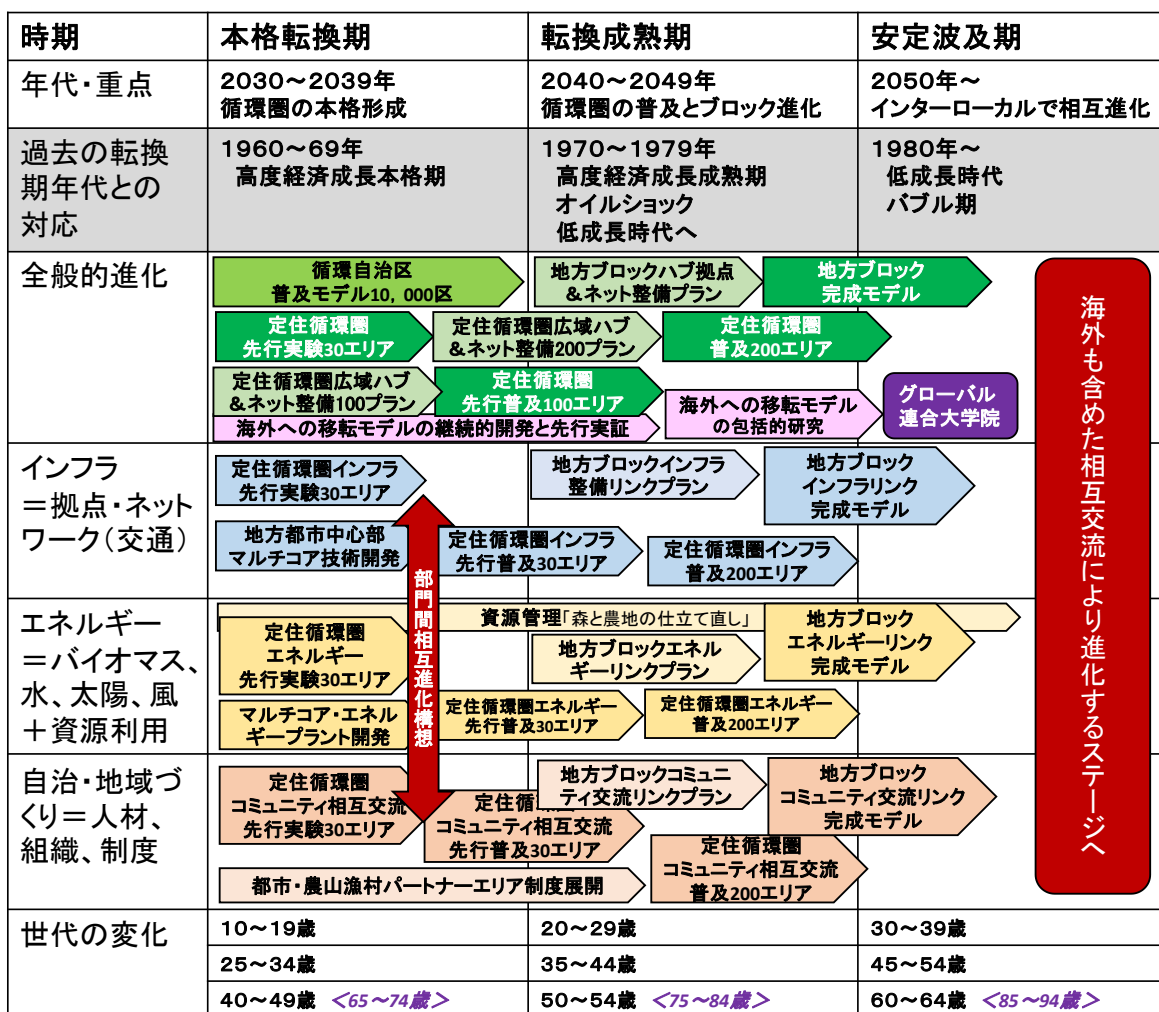 時期
本格転換期
転換成熟期
安定波及期
年代・重点
2030～2039年
循環圏の本格形成
2040～2049年
循環圏の普及とブロック進化
2050年～
インターローカルで相互進化
過去の転換
期年代との
対応
1960～69年
高度経済成長本格期
1970～1979年
高度経済成長成熟期
オイルショック
低成長時代へ
1980年～
低成長時代
バブル期
全般的進化
循環自治区
普及モデル10，000区
地方ブロックハブ拠点
＆ネット整備プラン
地方ブロック
完成モデル
定住循環圏
先行実験30エリア
定住循環圏広域ハブ
＆ネット整備200プラン
定住循環圏
普及200エリア
定住循環圏広域ハブ
＆ネット整備100プラン
定住循環圏
先行普及100エリア
海外への移転モデルの継続的開発と先行実証
海外への移転モデル
の包括的研究
グローバル
連合大学院
海外も含めた相互交流により進化するステージへ
インフラ
＝拠点・ネット
ワーク（交通）
定住循環圏インフラ
先行実験30エリア
地方ブロックインフラ
整備リンクプラン
地方ブロック
インフラリンク
完成モデル
地方都市中心部
マルチコア技術開発
定住循環圏インフラ
先行普及30エリア
定住循環圏インフラ
普及200エリア
部門間相互進化構想
エネルギー
＝バイオマス、
水、太陽、風
＋資源利用
資源管理「森と農地の仕立て直し」
定住循環圏
エネルギー
先行実験30エリア
地方ブロックエネル
ギーリンクプラン
地方ブロック
エネルギーリンク
完成モデル
マルチコア・エネル
ギープラント開発
定住循環圏エネルギー
先行普及30エリア
定住循環圏エネルギー
普及200エリア
自治・地域づ
くり＝人材、
組織、制度
定住循環圏
コミュニティ相互交流
先行実験30エリア
地方ブロックコミュニ
ティ交流リンクプラン
地方ブロック
コミュニティ交流リンク
完成モデル
定住循
コミュニティ相互交流
先行普及30エリア
定住循環圏
コミュニティ相互交流
普及200エリア
都市・農山漁村パートナーエリア制度展開
世代の変化
10～19歳
20～29歳
30～39歳
25～34歳
35～44歳
45～54歳
40～49歳 ＜65～74歳＞
50～54歳 ＜75～84歳＞
60～64歳 ＜85～94歳＞